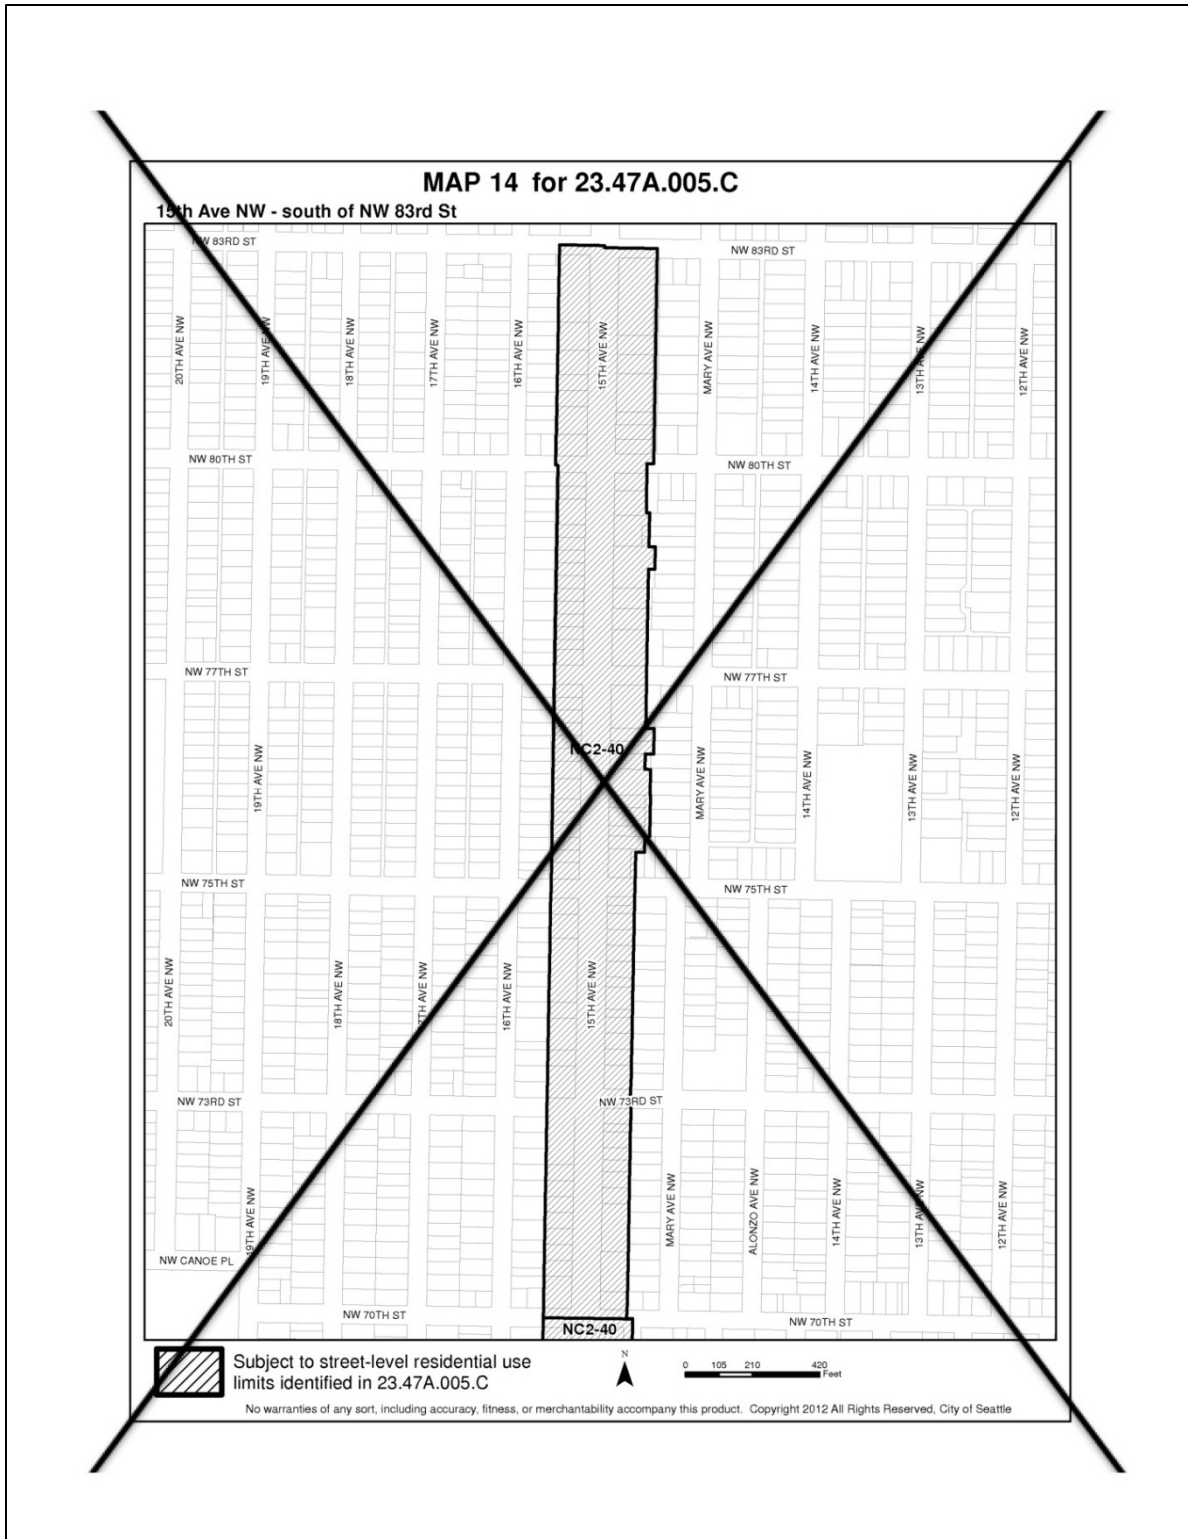 MAP 14 for 23.47A.005.C
15th Ave NW - south of NW 83rd St
NW 83RD ST
NW 83RD ST
20TH AVE NW
19TH AVE NW
18TH AVE NW
17TH AVE NW
16TH AVE NW
15TH AVE NW
MARY AVE NW
14TH AVE NW
13TH AVE NW
12TH AVE NW
NW 80TH ST
NW 80TH ST
NW 77TH ST
NW 77TH ST
NC2-40
19TH AVE NW
MARY AVE NW
14TH AVE NW
13TH AVE NW
12TH AVE NW
NW 75TH ST
NW 75TH ST
20TH AVE NW
18TH AVE NW
17TH AVE NW
16TH AVE NW
15TH AVE NW
NW 73RD ST
NW 73RD ST
19TH AVE NW
MARY AVE NW
ALONZO AVE NW
14TH AVE NW
13TH AVE NW
12TH AVE NW
NW CANOE PL
NW 70TH ST
NW 70TH ST
NC2-40
Subject to street-level residential use
limits identified in 23.47A.005.C
N
0 105 210 420
Feet
No warranties of any sort, including accuracy, fitness, or merchantability accompany this product. Copyright 2012 All Rights Reserved, City of Seattle